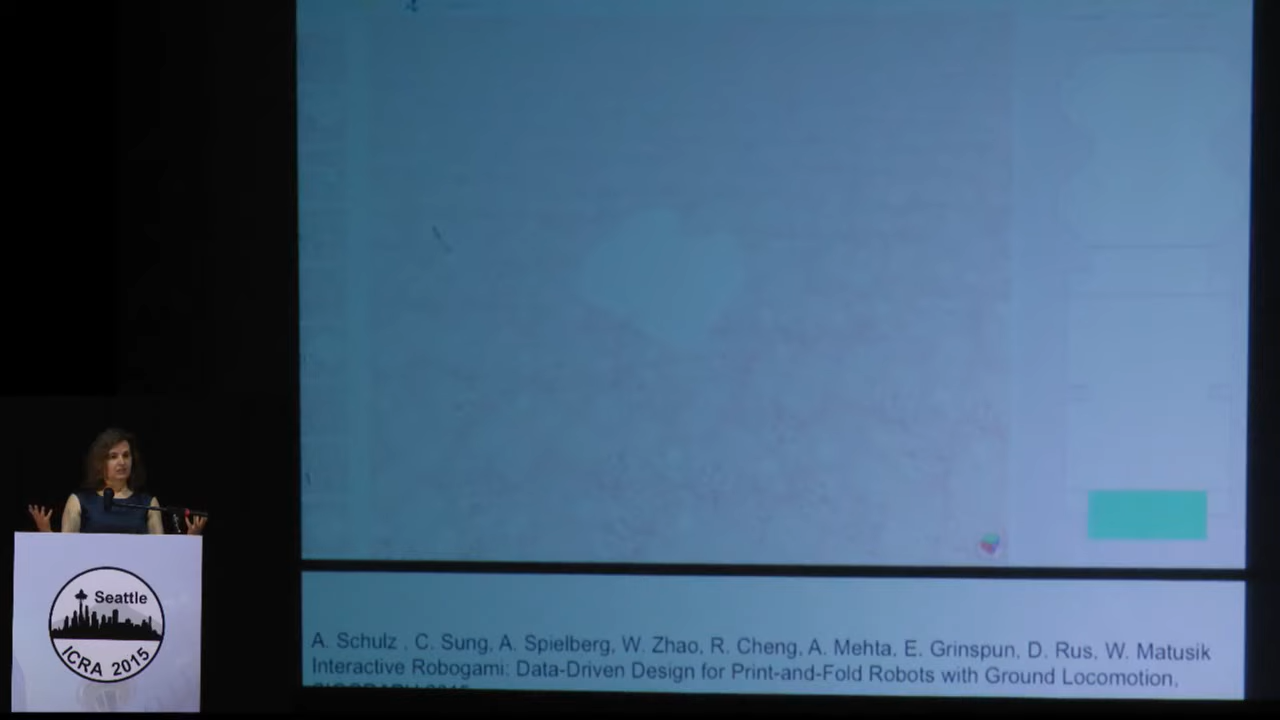 Seattle
ICRA 2015
A. Schulz , C. Sung, A. Spielberg, W. Zhao, R. Cheng, A. Mehta, E. Grinspun, D. Rus, W. Matusik
Interactive Robogami: Data-Driven Design for Print-and-Fold Robots with Ground Locomotion,